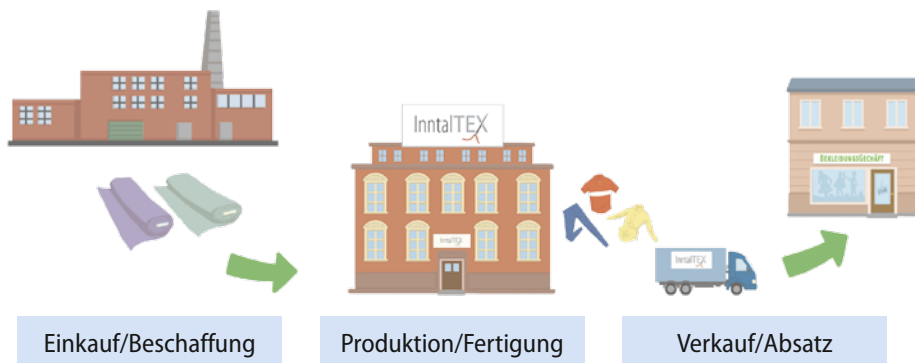 InntalTEX
BEKLEIDUNGSGESCHÄFT
InntalTEX
InntalTEX
Einkauf/Beschaffung
Produktion/Fertigung
Verkauf/Absatz